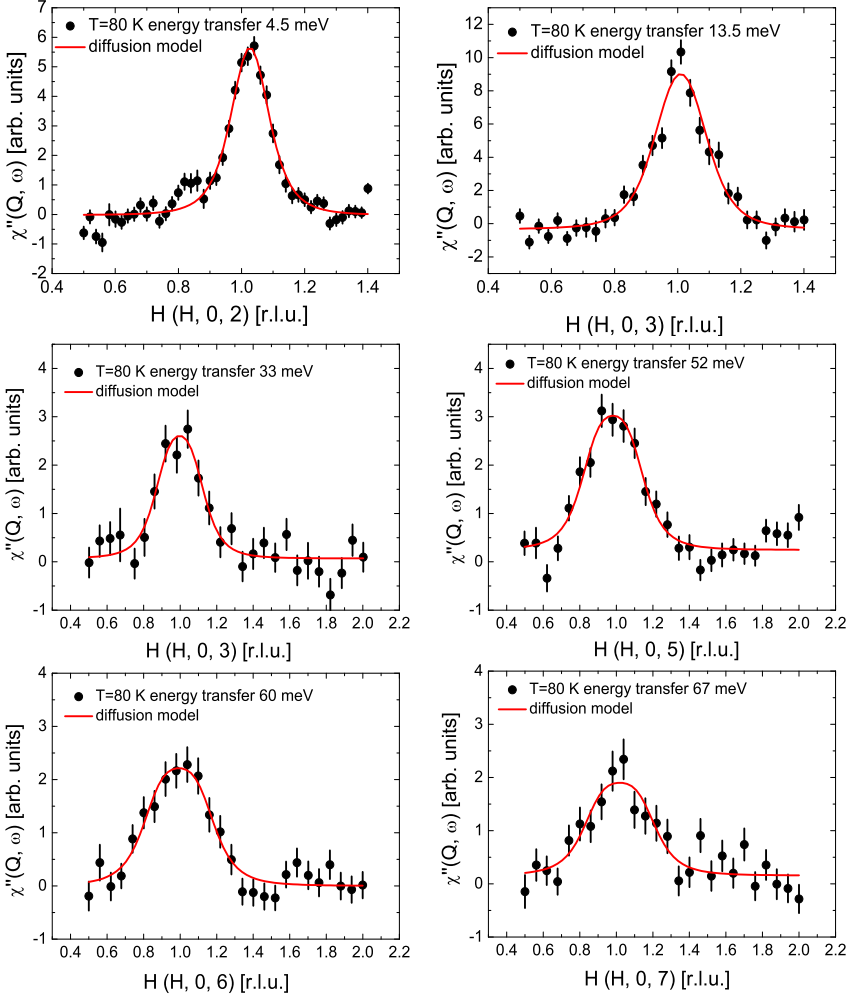 T=80 K energy transfer 4.5 meV
diffusion model
χ"(Q, ω) [arb. units]
7
6
5
4
3
2
1
0
-1
-2
0.4 0.6 0.8 1.0 1.2 1.4
H (H, 0, 2) [r.l.u.]
T=80 K energy transfer 13.5 meV
diffusion model
χ"(Q, ω) [arb. units]
12
10
8
6
4
2
0
-2
0.4 0.6 0.8 1.0 1.2 1.4
H (H, 0, 3) [r.l.u.]
T=80 K energy transfer 33 meV
diffusion model
χ"(Q, ω) [arb. units]
4
3
2
1
0
-1
0.4 0.6 0.8 1.0 1.2 1.4 1.6 1.8 2.0 2.2
H (H, 0, 3) [r.l.u.]
T=80 K energy transfer 52 meV
diffusion model
χ"(Q, ω) [arb. units]
4
3
2
1
0
-1
0.4 0.6 0.8 1.0 1.2 1.4 1.6 1.8 2.0 2.2
H (H, 0, 5) [r.l.u.]
T=80 K energy transfer 60 meV
diffusion model
χ"(Q, ω) [arb. units]
4
3
2
1
0
-1
0.4 0.6 0.8 1.0 1.2 1.4 1.6 1.8 2.0 2.2
H (H, 0, 6) [r.l.u.]
T=80 K energy transfer 67 meV
diffusion model
χ"(Q, ω) [arb. units]
4
3
2
1
0
-1
0.4 0.6 0.8 1.0 1.2 1.4 1.6 1.8 2.0 2.2
H (H, 0, 7) [r.l.u.]